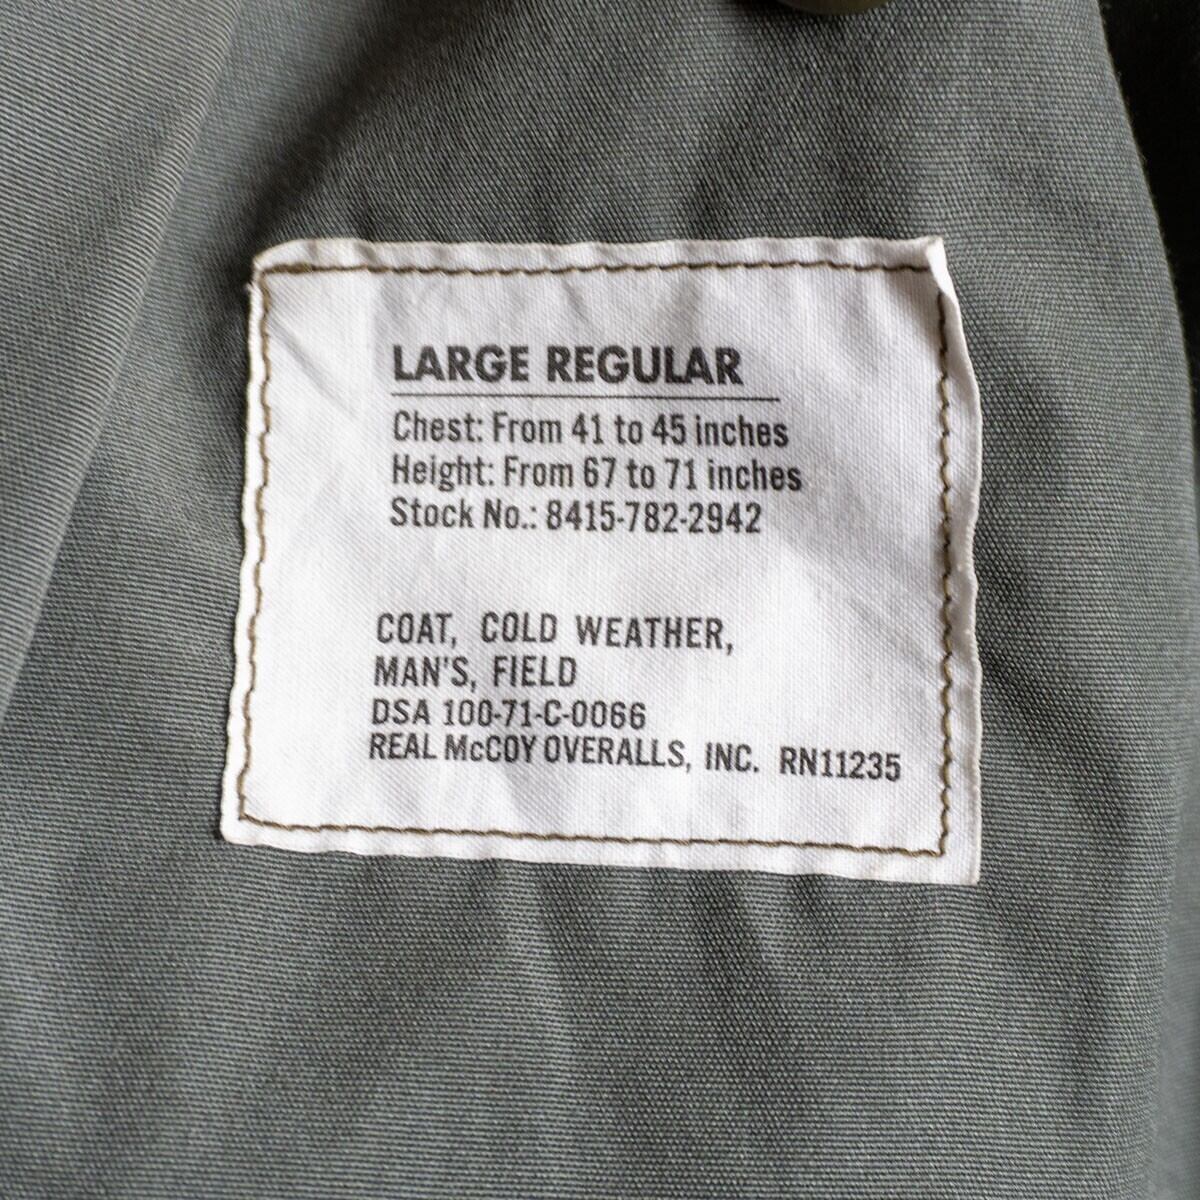 LARGE REGULAR
Chest: From 41 to 45 inches
Height: From 67 to 71 inches
Stock No.: 8415-782-2942
COAT, COLD WEATHER,
MAN'S, FIELD
DSA 100-71-C-0066
REAL McCOY OVERALLS, INC. RN11235